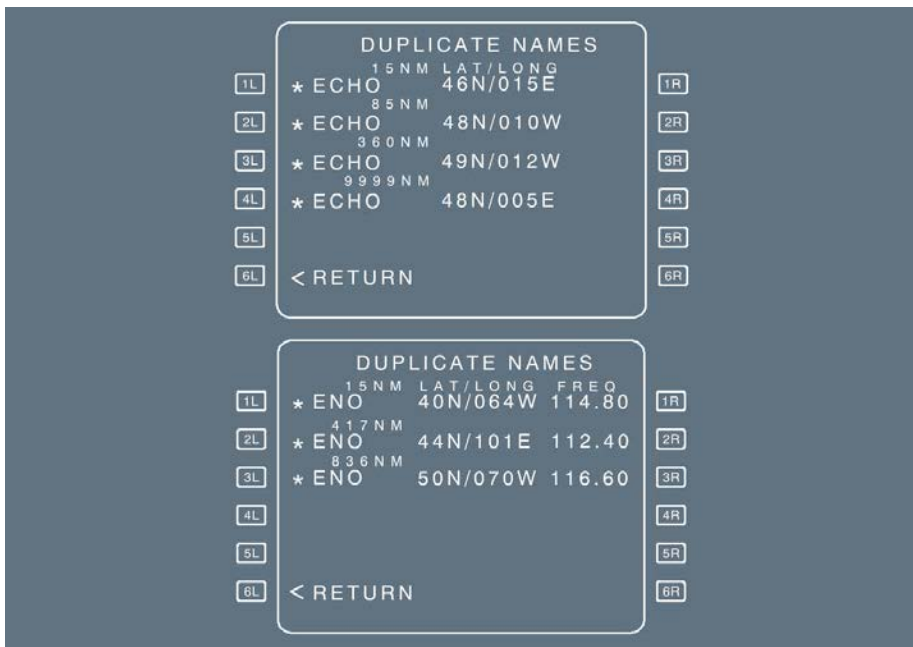 DUPLICATE NAMES
15NM LAT/LONG
1L * ECHO 46N/015E 1R
85NM
2L * ECHO 48N/010W 2R
360NM
3L * ECHO 49N/012W 3R
9999NM
4L * ECHO 48N/005E 4R
5L 5R
6L < RETURN 6R
DUPLICATE NAMES
15NM LAT/LONG FREQ
1L * ENO 40N/064W 114.80 1R
417NM
2L * ENO 44N/101E 112.40 2R
836NM
3L * ENO 50N/070W 116.60 3R
4L 4R
5L 5R
6L < RETURN 6R